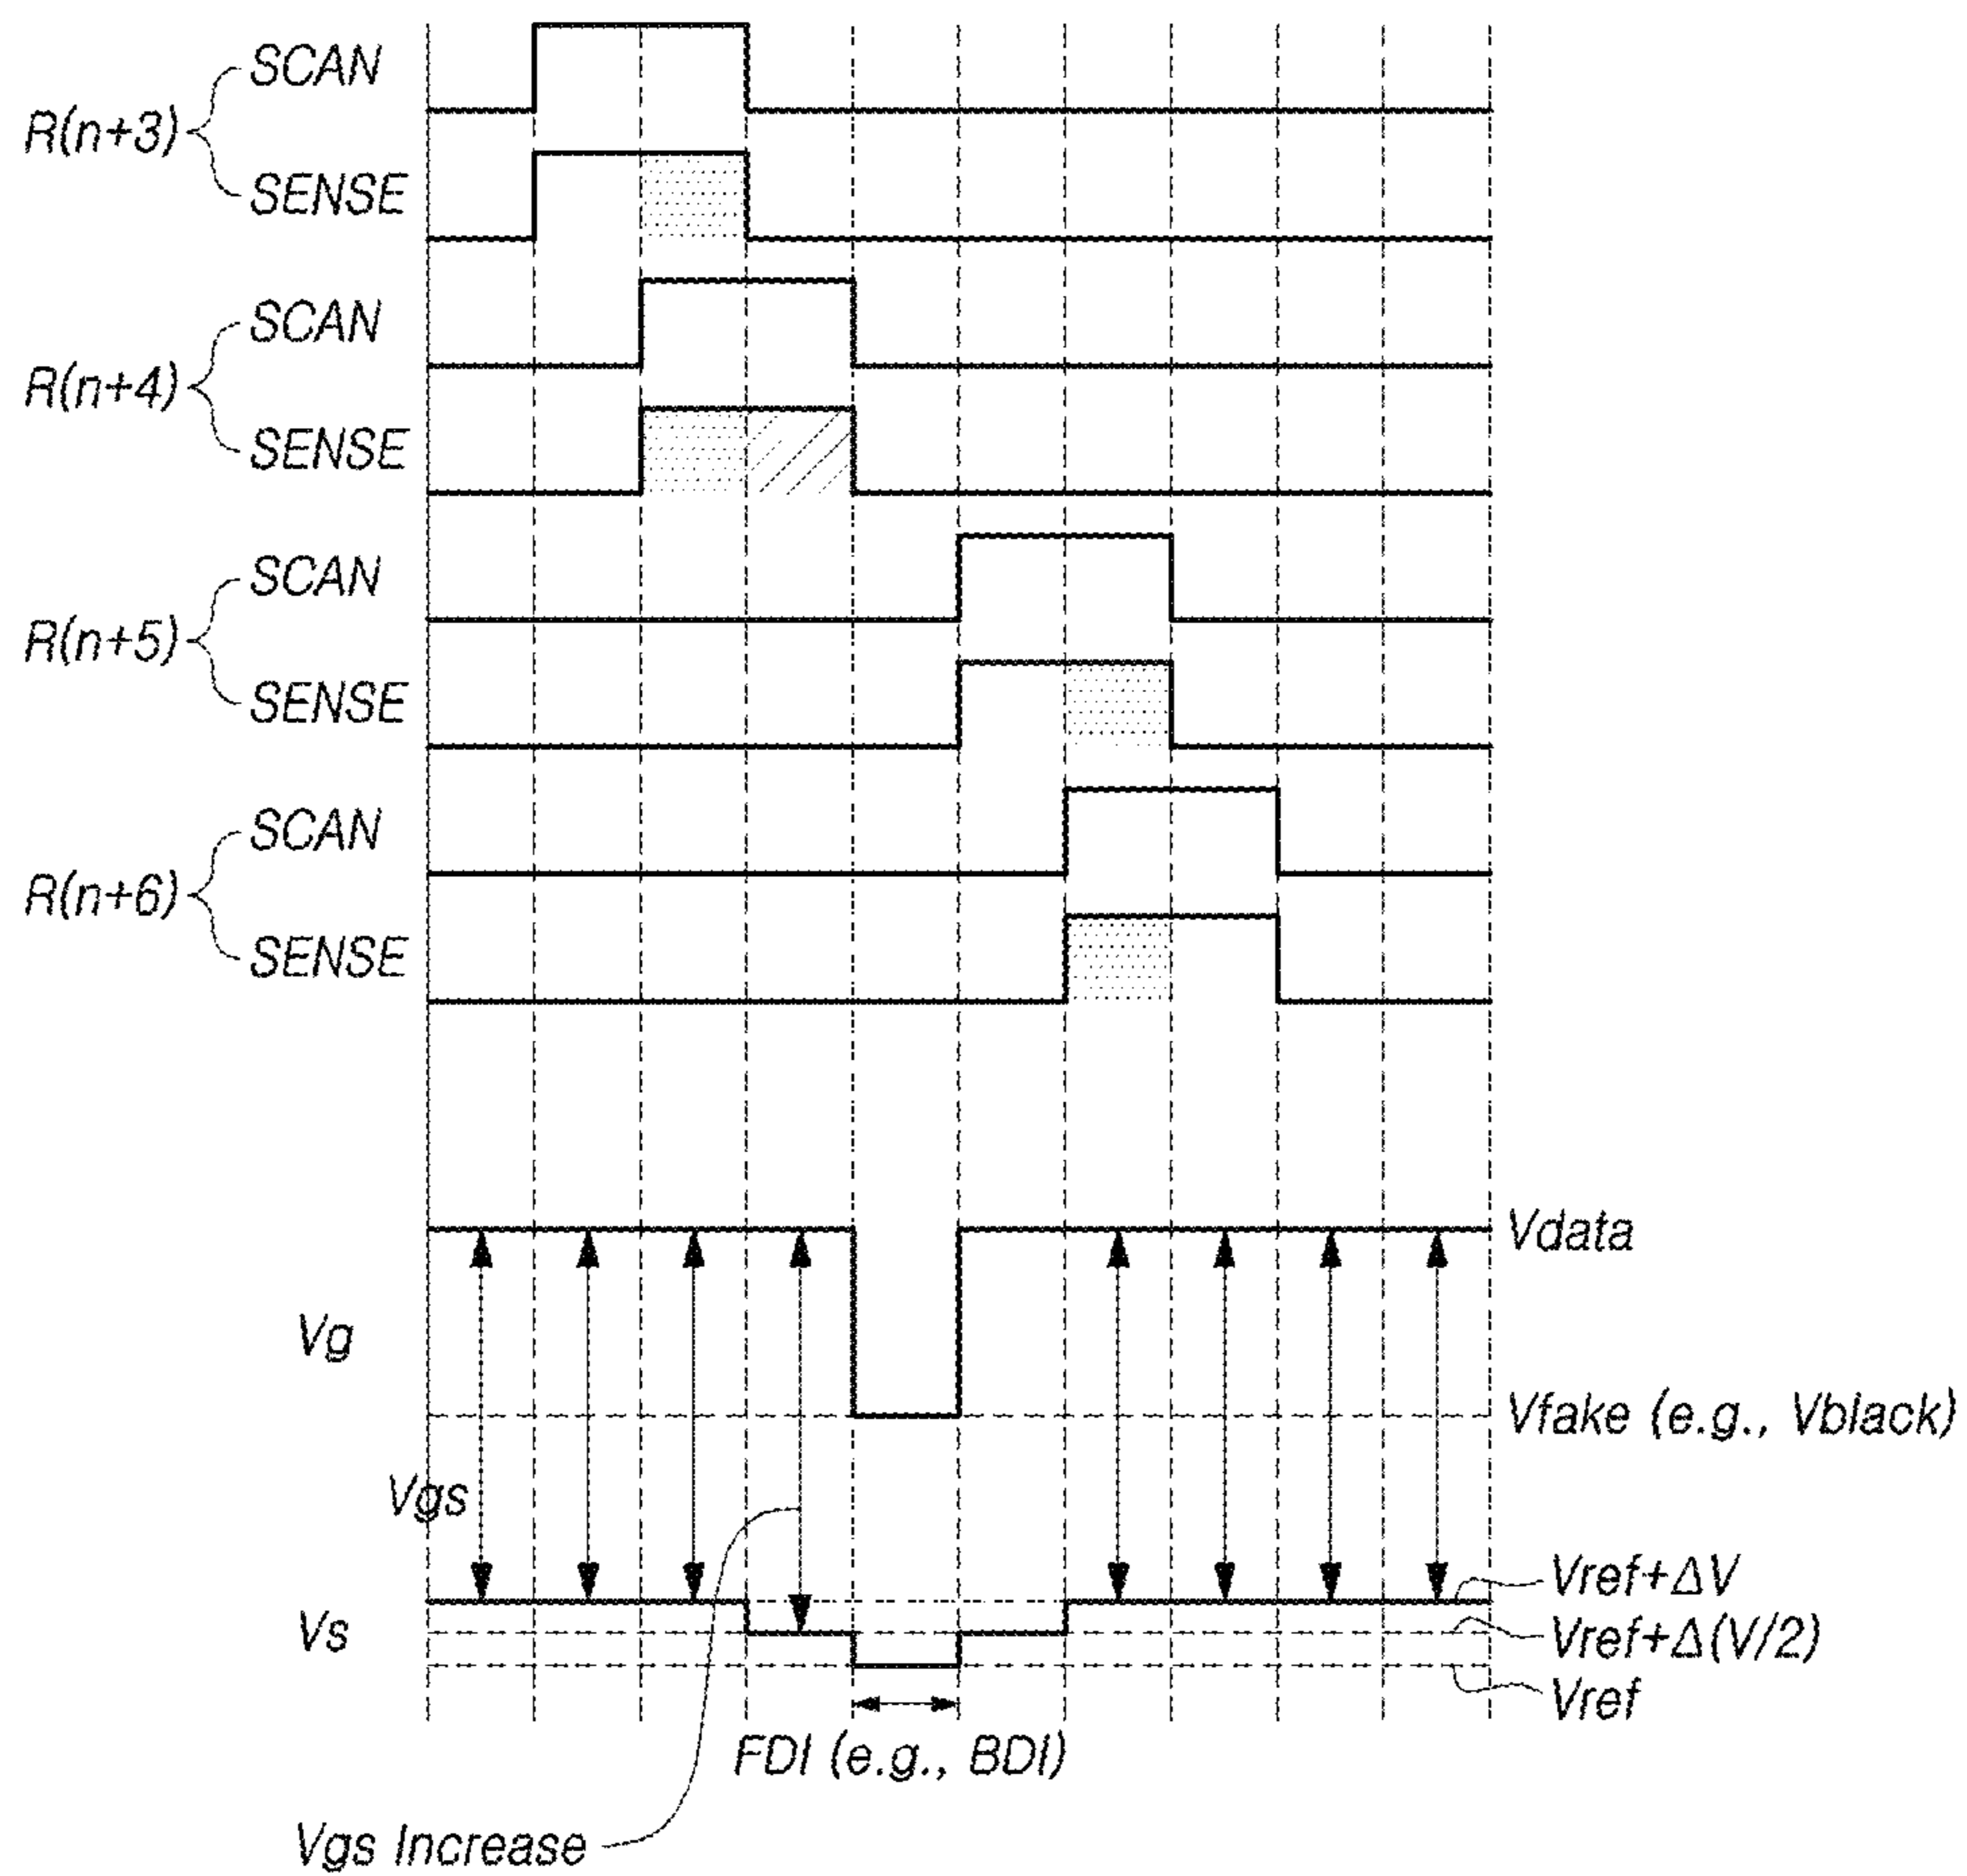 R(n+3)
SCAN
SENSE
R(n+4)
SCAN
SENSE
R(n+5)
SCAN
SENSE
R(n+6)
SCAN
SENSE
Vdata
Vg
Vfake (e.g., Vblack)
Vgs
Vref+ΔV
Vs
Vref+Δ(V/2)
Vref
FDI (e.g., BDI)
Vgs Increase